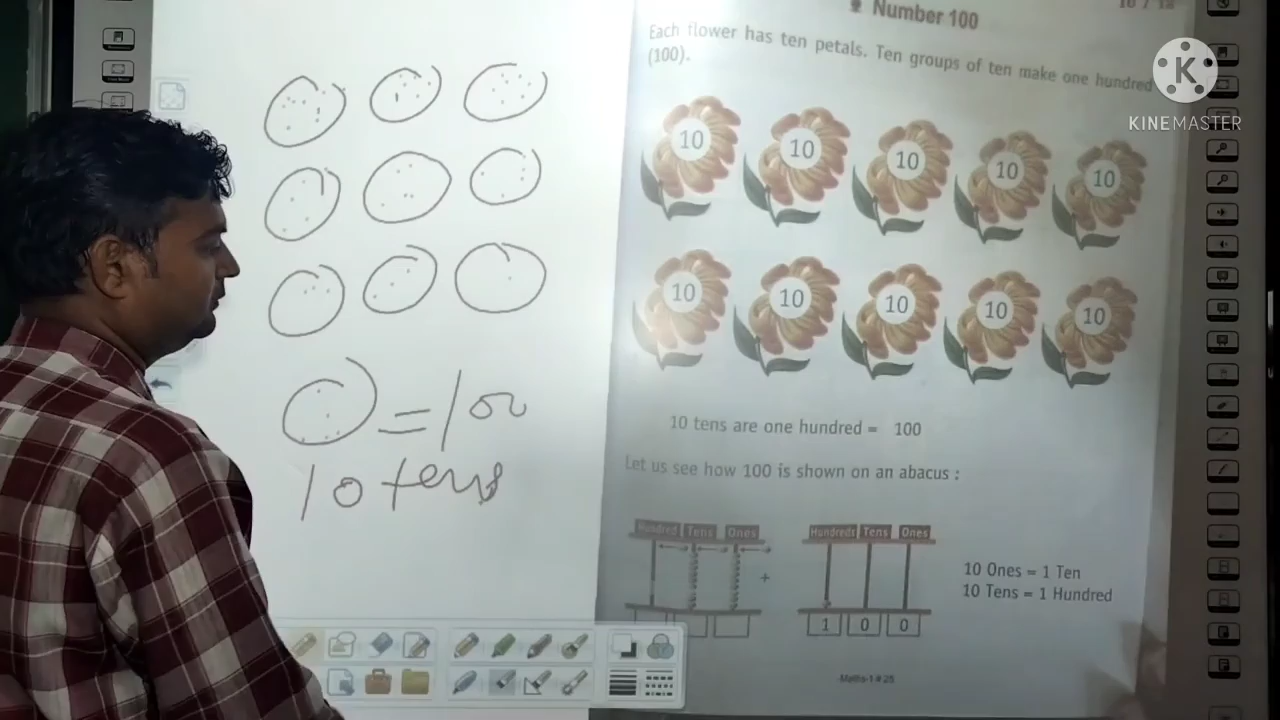 Number 100
Each flower has ten petals. Ten groups of ten make one hundred
(100).
K
KINEMASTER
10 10 10 10 10
10 10 10 10 10
= 100
10 tens
10 tens are one hundred = 100
Let us see how 100 is shown on an abacus :
Hundred Tens Ones
+
Hundreds Tens Ones
1 0 0
10 Ones = 1 Ten
10 Tens = 1 Hundred
Maths-1 # 25